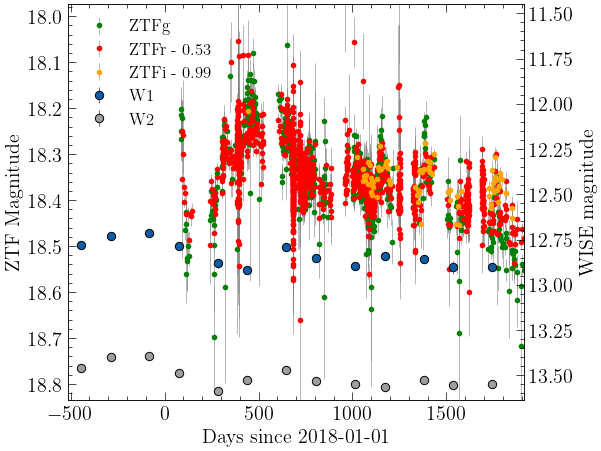 ZTFg
ZTFr - 0.53
ZTFi - 0.99
W1
W2
18.0
18.1
18.2
18.3
18.4
18.5
18.6
18.7
18.8
ZTF Magnitude
11.50
11.75
12.00
12.25
12.50
12.75
13.00
13.25
13.50
WISE magnitude
−500
0
500
1000
1500
Days since 2018-01-01